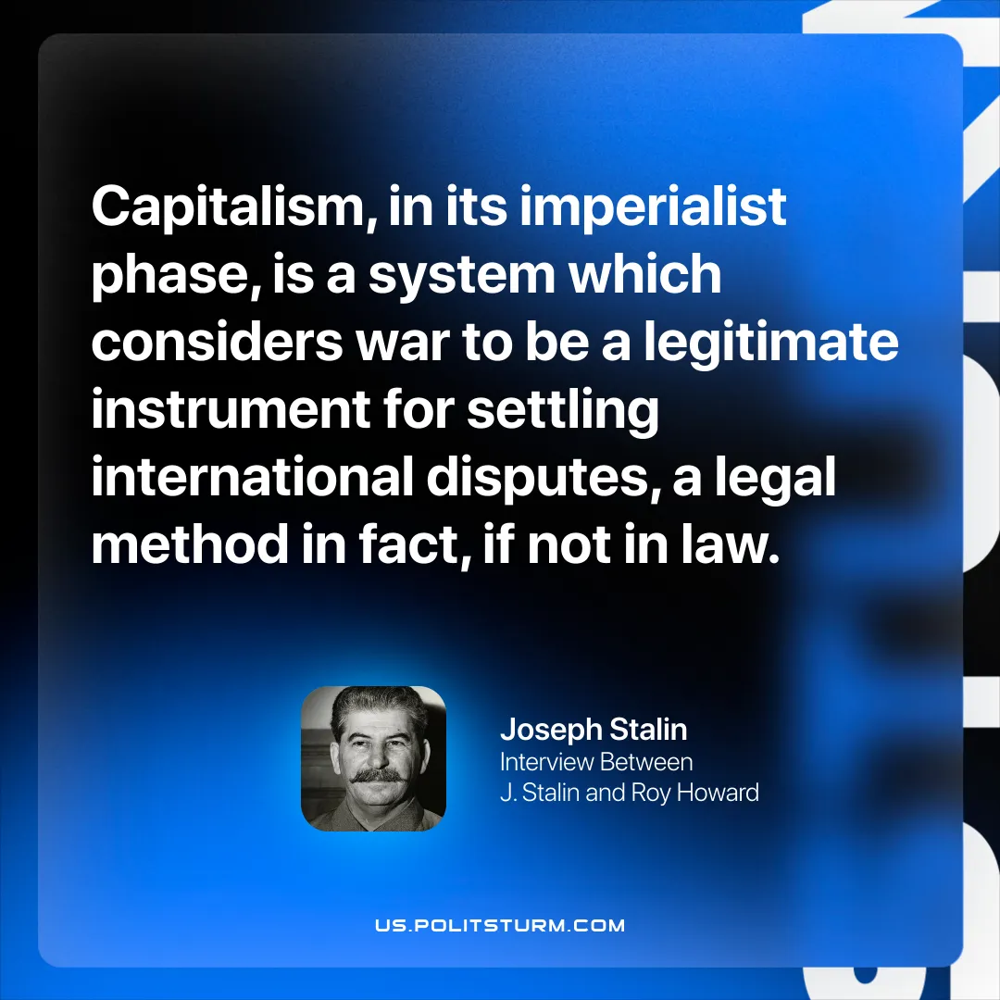 Capitalism, in its imperialist
phase, is a system which
considers war to be a legitimate
instrument for settling
international disputes, a legal
method in fact, if not in law.
Joseph Stalin
Interview Between
J. Stalin and Roy Howard
US.POLITSTURM.COM